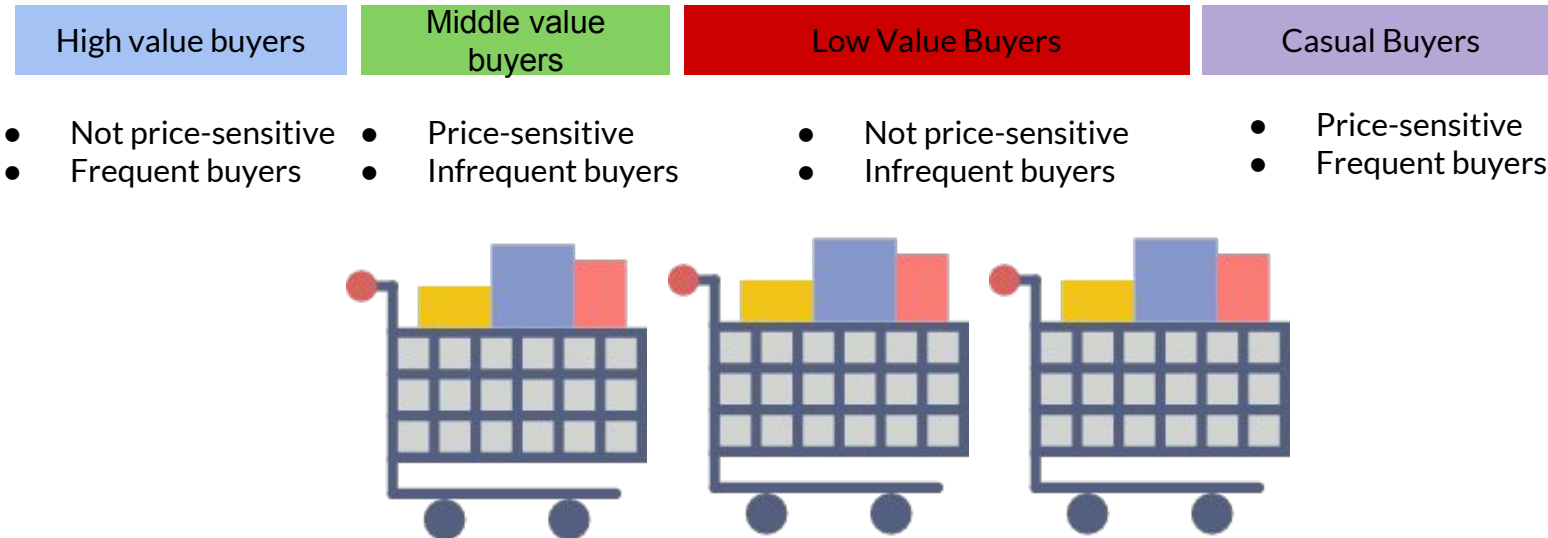 High value buyers
Middle value
buyers
Low Value Buyers
Casual Buyers
● Not price-sensitive
● Frequent buyers
● Price-sensitive
● Infrequent buyers
● Not price-sensitive
● Infrequent buyers
● Price-sensitive
● Frequent buyers